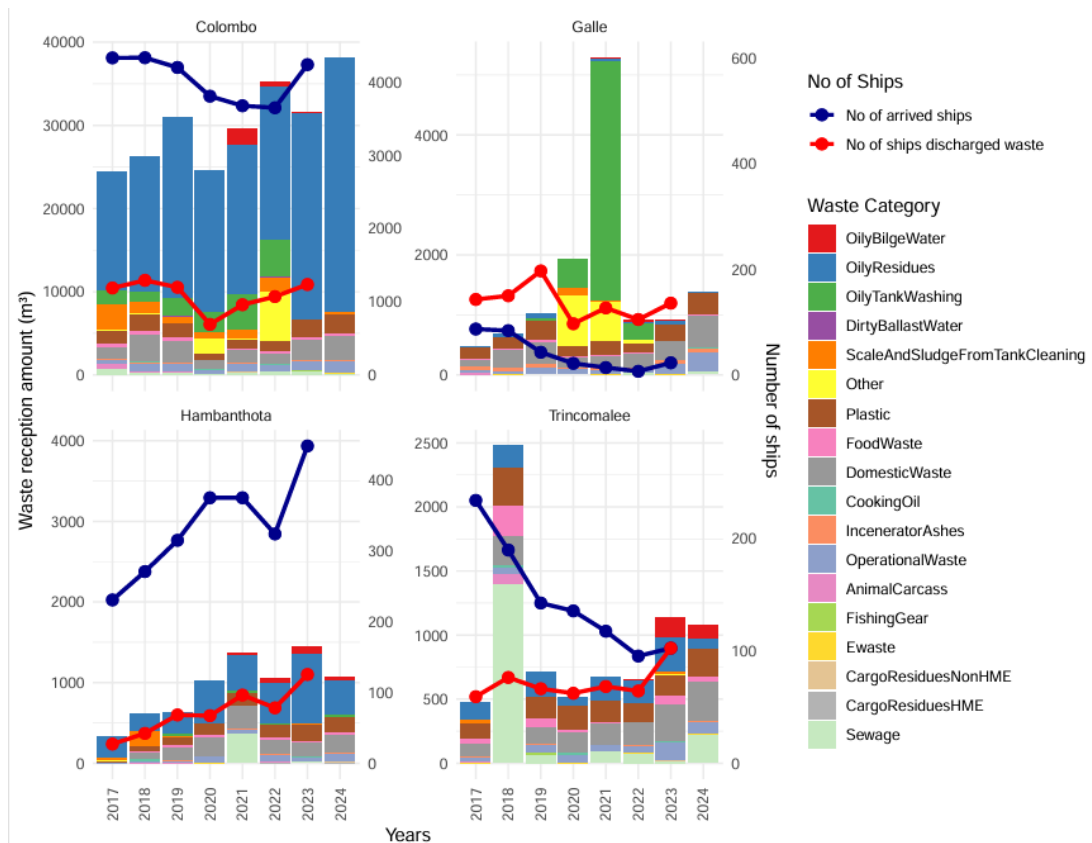 Colombo
Galle
40000
30000
20000
10000
0
4000
3000
2000
1000
0
4000
2000
0
600
400
200
0
Hambanthota
Trincomalee
4000
3000
2000
1000
0
400
300
200
100
0
2500
2000
1500
1000
500
0
200
100
0
2017
2018
2019
2020
2021
2022
2023
2024
2017
2018
2019
2020
2021
2022
2023
2024
Waste reception amount (m³)
Number of ships
Years
No of Ships
No of arrived ships
No of ships discharged waste
Waste Category
OilyBilgeWater
OilyResidues
OilyTankWashing
DirtyBallastWater
ScaleAndSludgeFromTankCleaning
Other
Plastic
FoodWaste
DomesticWaste
CookingOil
InceneratorAshes
OperationalWaste
AnimalCarcass
FishingGear
Ewaste
CargoResiduesNonHME
CargoResiduesHME
Sewage